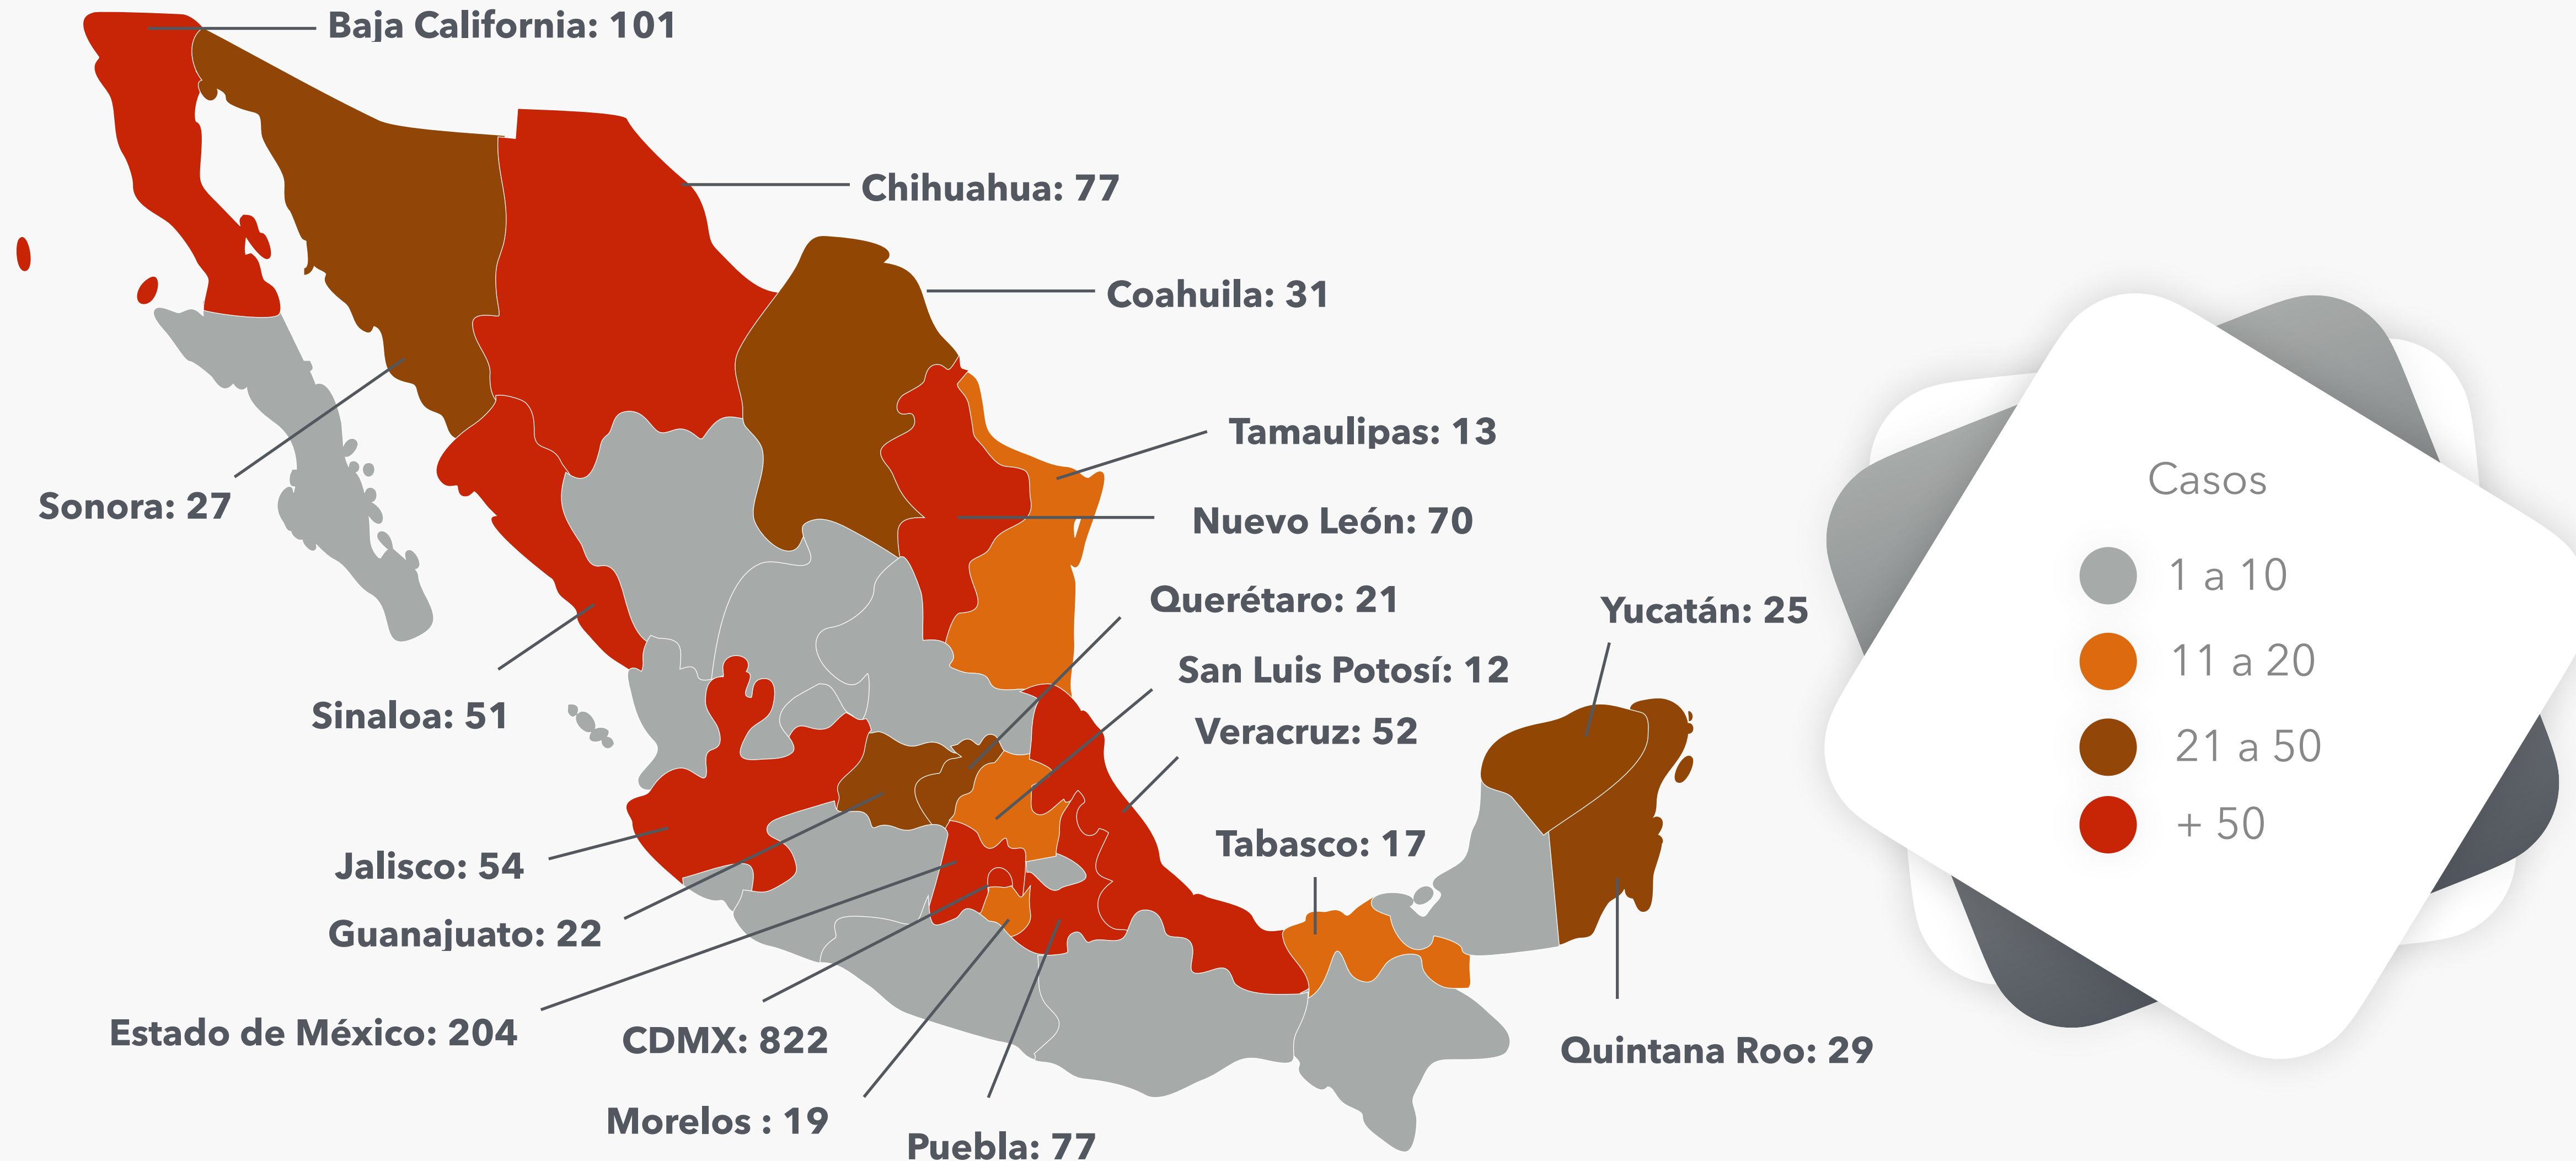 Baja California: 101
Chihuahua: 77
Coahuila: 31
Tamaulipas: 13
Sonora: 27
Nuevo León: 70
Querétaro: 21
Yucatán: 25
San Luis Potosí: 12
Sinaloa: 51
Veracruz: 52
Tabasco: 17
Jalisco: 54
Guanajuato: 22
Estado de México: 204
CDMX: 822
Quintana Roo: 29
Morelos : 19
Puebla: 77
Casos
1 a 10
11 a 20
21 a 50
+ 50